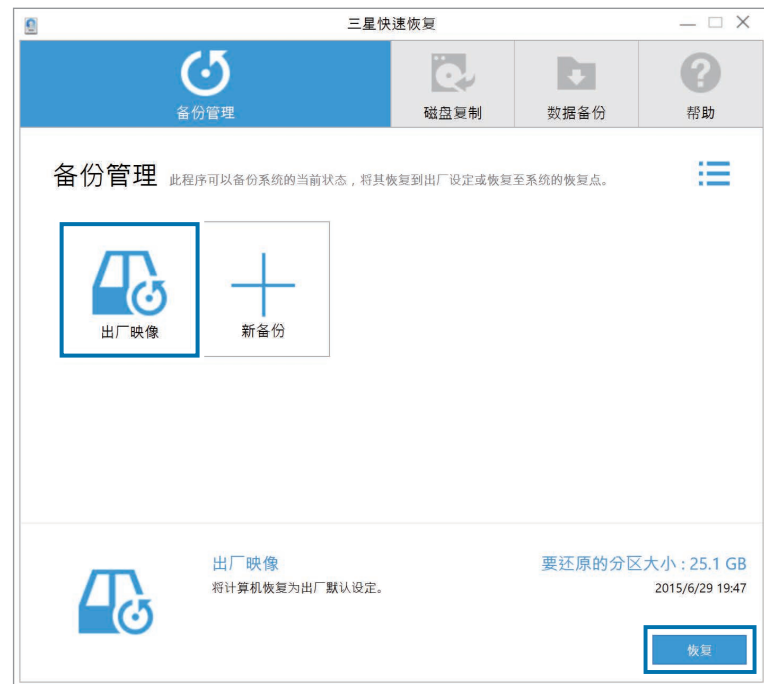 三星快速恢复
备份管理
磁盘复制
数据备份
帮助
备份管理 此程序可以备份系统的当前状态，将其恢复到出厂设定或恢复至系统的恢复点。
出厂映像
新备份
出厂映像
要还原的分区大小 : 25.1 GB
将计算机恢复为出厂默认设定。
2015/6/29 19:47
恢复